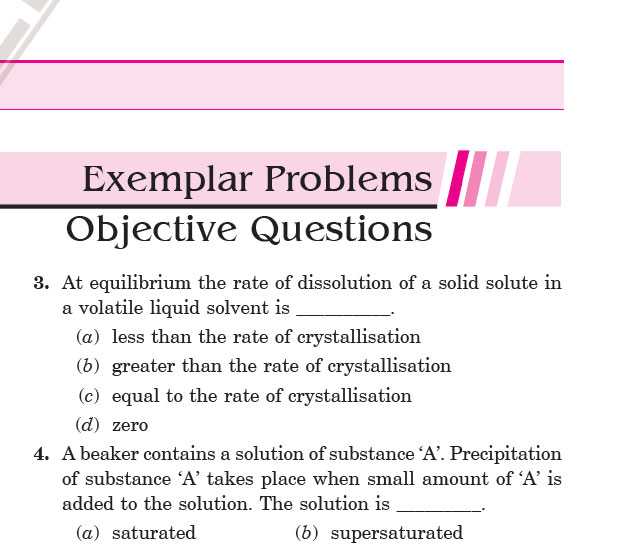 Exemplar Problems
Objective Questions
3. At equilibrium the rate of dissolution of a solid solute in
a volatile liquid solvent is __________.
(a) less than the rate of crystallisation
(b) greater than the rate of crystallisation
(c) equal to the rate of crystallisation
(d) zero
4. A beaker contains a solution of substance ‘A’. Precipitation
of substance ‘A’ takes place when small amount of ‘A’ is
added to the solution. The solution is _________.
(a) saturated (b) supersaturated